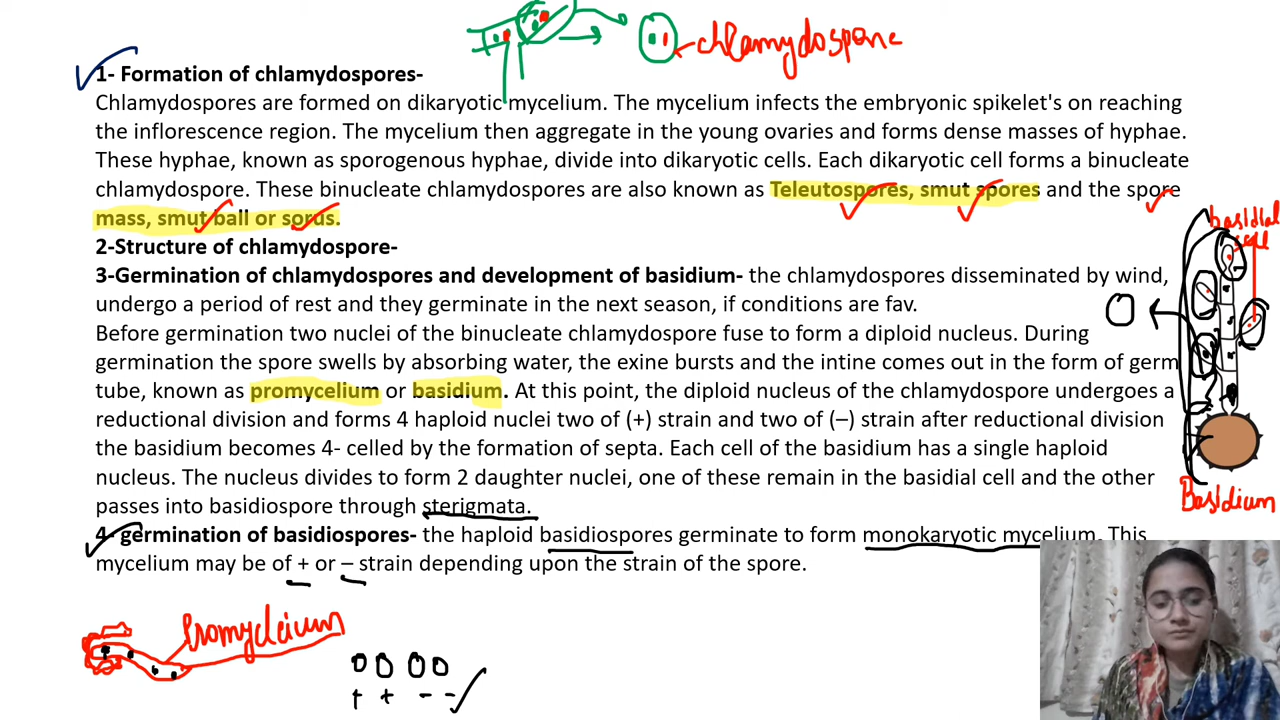 chlamydospore
1- Formation of chlamydospores-
Chlamydospores are formed on dikaryotic mycelium. The mycelium infects the embryonic spikelet's on reaching
the inflorescence region. The mycelium then aggregate in the young ovaries and forms dense masses of hyphae.
These hyphae, known as sporogenous hyphae, divide into dikaryotic cells. Each dikaryotic cell forms a binucleate
chlamydospore. These binucleate chlamydospores are also known as Teleutospores, smut spores and the spore
mass, smut ball or sorus.
basidial
cell
2-Structure of chlamydospore-
3-Germination of chlamydospores and development of basidium- the chlamydospores disseminated by wind,
undergo a period of rest and they germinate in the next season, if conditions are fav.
Before germination two nuclei of the binucleate chlamydospore fuse to form a diploid nucleus. During
germination the spore swells by absorbing water, the exine bursts and the intine comes out in the form of germ
tube, known as promycelium or basidium. At this point, the diploid nucleus of the chlamydospore undergoes a
reductional division and forms 4 haploid nuclei two of (+) strain and two of (–) strain after reductional division
the basidium becomes 4- celled by the formation of septa. Each cell of the basidium has a single haploid
nucleus. The nucleus divides to form 2 daughter nuclei, one of these remain in the basidial cell and the other
passes into basidiospore through sterigmata.
Basidium
4- germination of basidiospores- the haploid basidiospores germinate to form monokaryotic mycelium. This
mycelium may be of + or – strain depending upon the strain of the spore.
Promyclcium
+ + - -